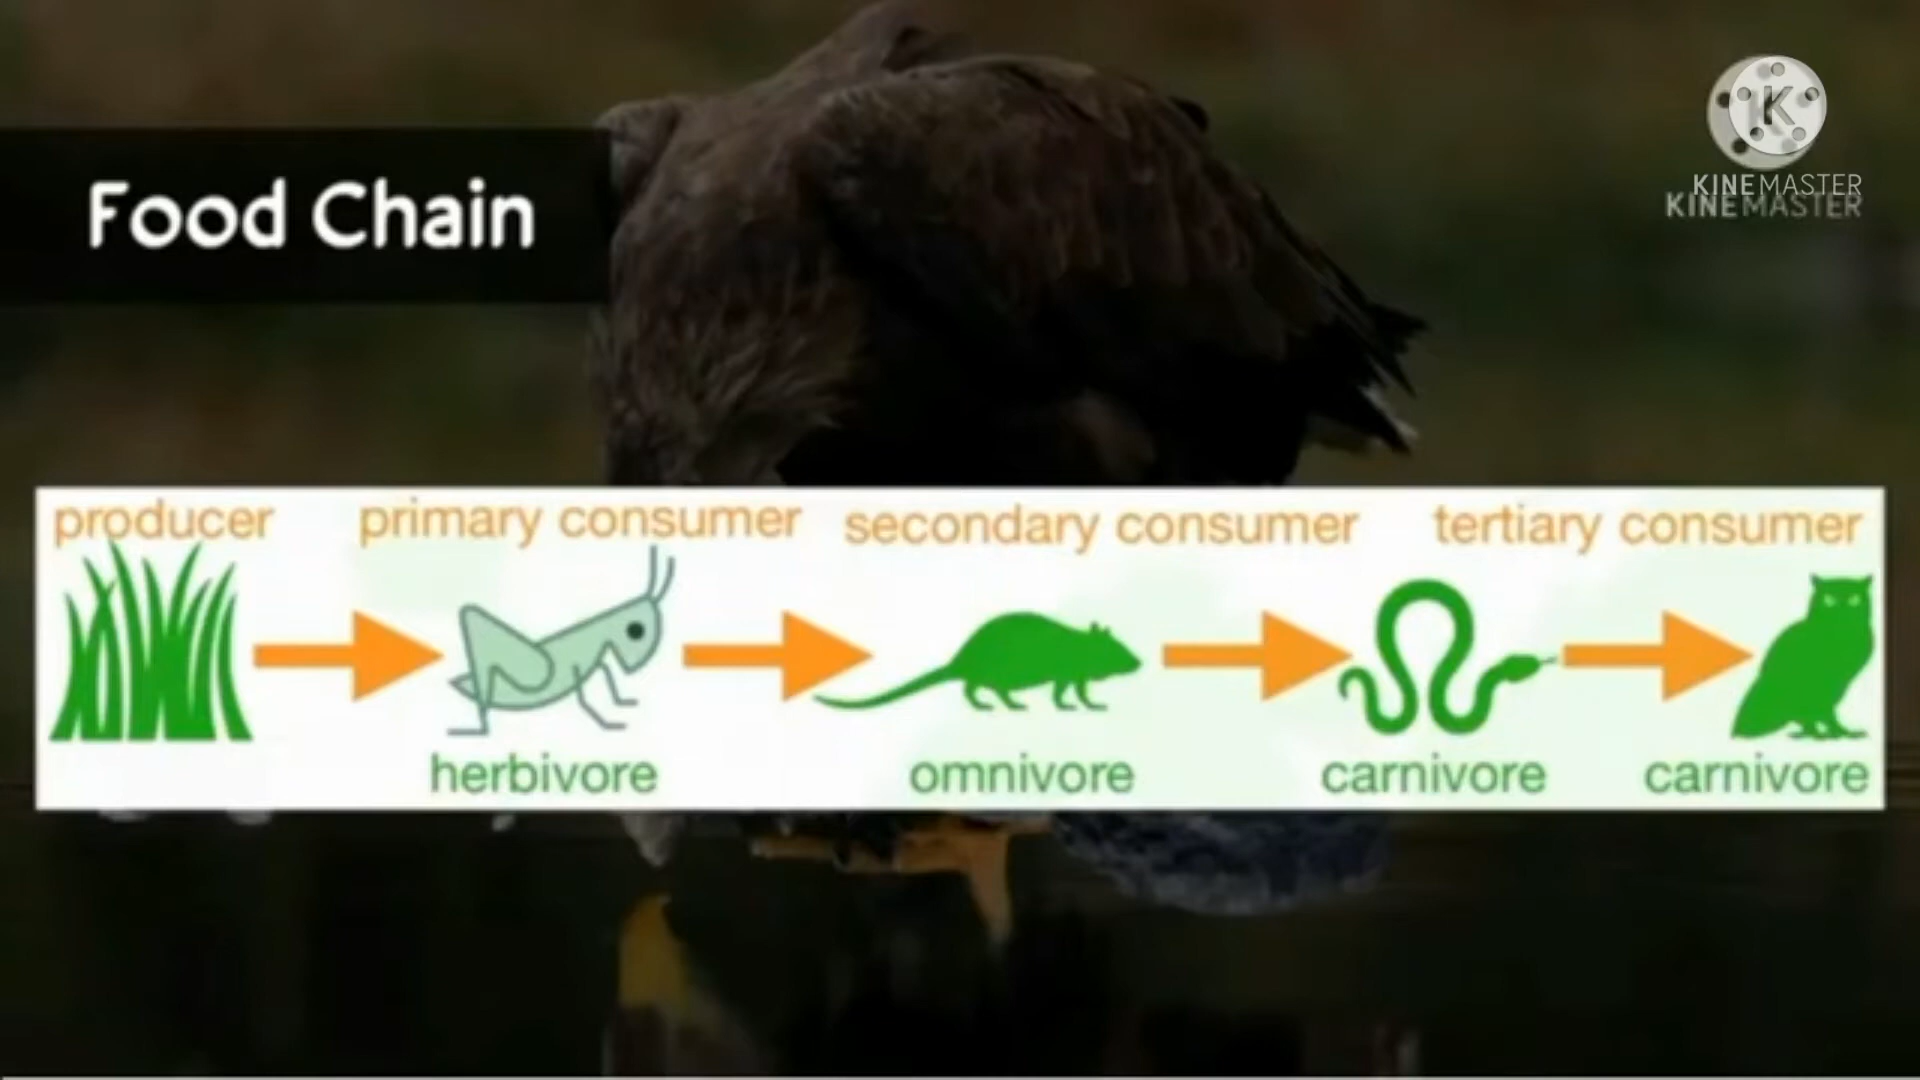 KINEMASTER
KINEMASTER
Food Chain
producer
primary consumer
secondary consumer
tertiary consumer
herbivore
omnivore
carnivore
carnivore